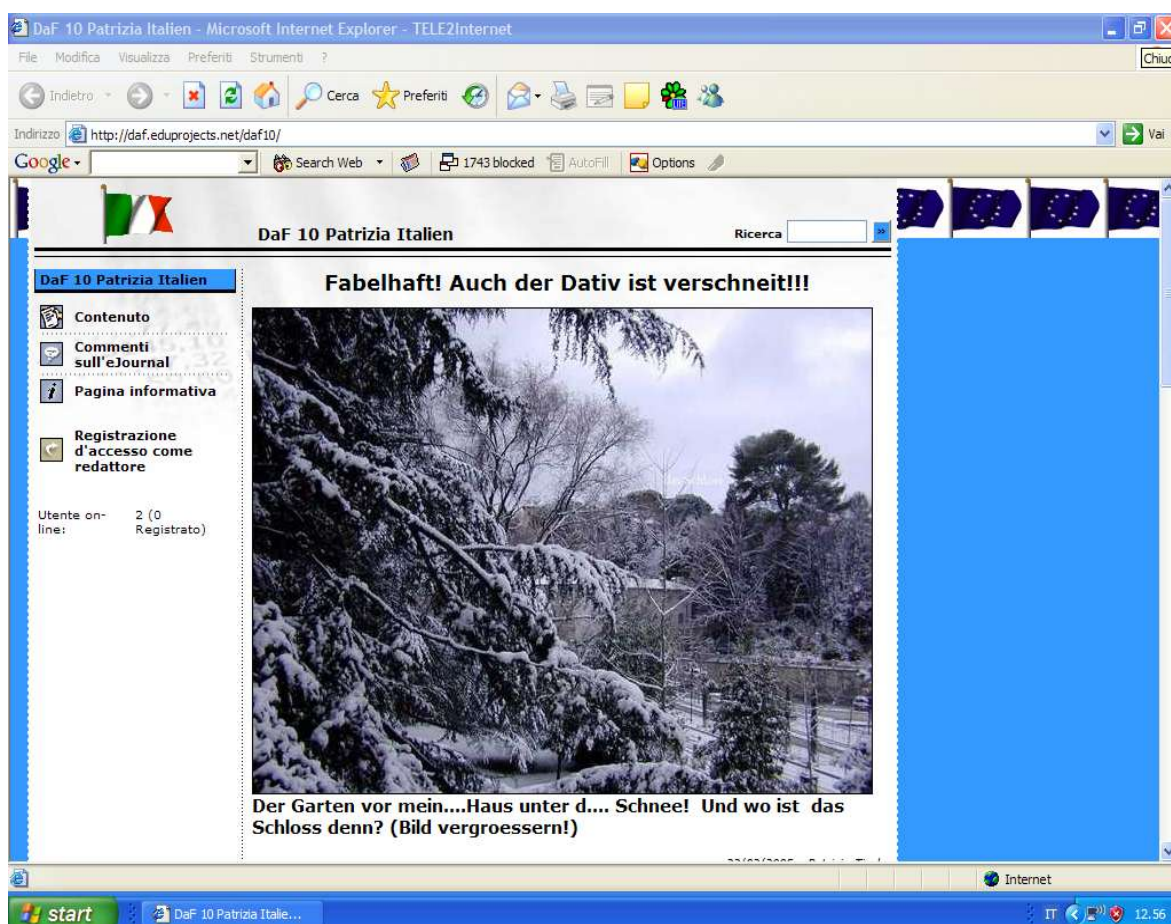 DaF 10 Patrizia Italien - Microsoft Internet Explorer - TELE2Internet
File Modifica Visualizza Preferiti Strumenti ?
Chiud
Indietro Cerca Preferiti
LITE
Indirizzo http://daf.eduprojects.net/daf10/ Vai
Google Search Web 1743 blocked AutoFill Options
DaF 10 Patrizia Italien Ricerca »
DaF 10 Patrizia Italien
Contenuto
Commenti
sull'eJournal
Pagina informativa
Registrazione
d'accesso come
redattore
Utente on-
line:
2 (0
Registrato)
Fabelhaft! Auch der Dativ ist verschneit!!!
Der Garten vor mein....Haus unter d.... Schnee! Und wo ist das
Schloss denn? (Bild vergroessern!)
Internet
start DaF 10 Patrizia Italie... IT 12.56